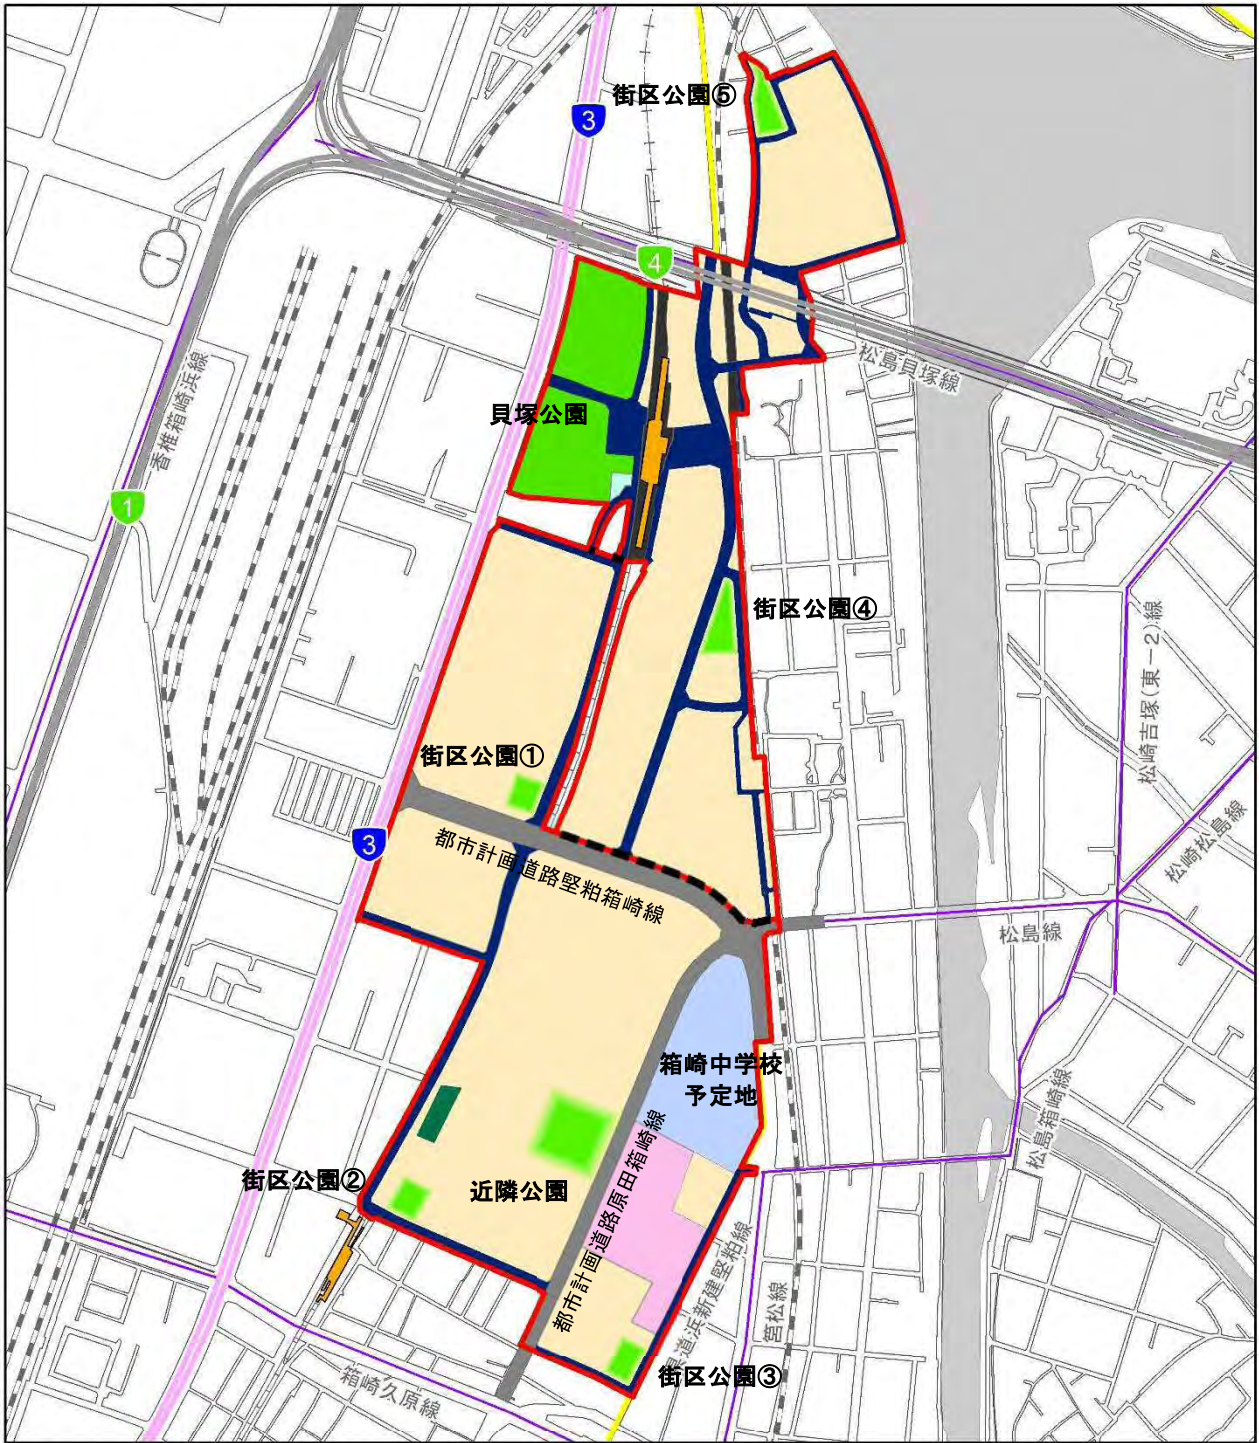 街区公園⑤
3
4
松島貝塚線
香椎箱崎浜線
貝塚公園
1
街区公園④
松崎吉塚(東－2)線
街区公園①
3
都市計画道路堅粕箱崎線
松崎松島線
松島線
箱崎中学校
予定地
松島箱崎線
都市計画道路原田箱崎線
街区公園②
近隣公園
県道浜新建堅粕線
筥松線
街区公園③
箱崎久原線